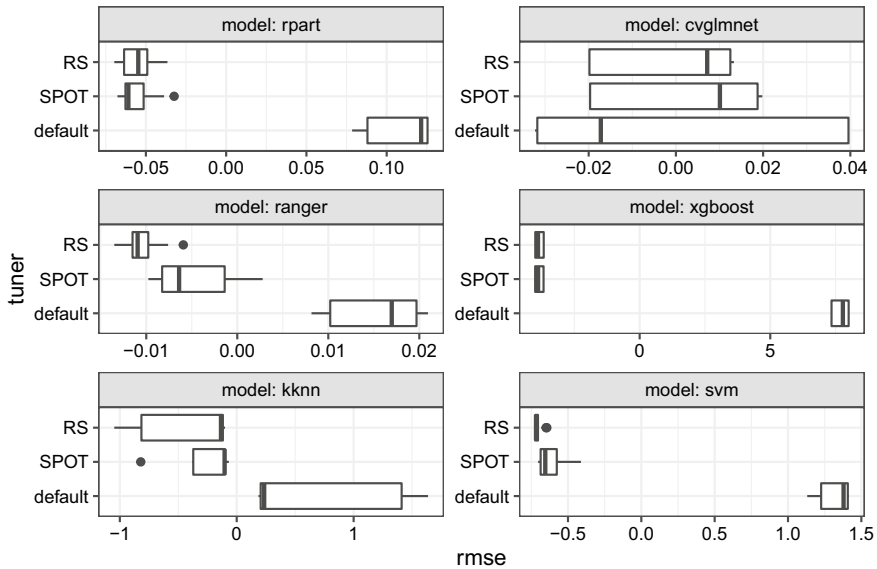 model: rpart
model: cvglmnet
RS
SPOT
default
−0.05 0.00 0.05 0.10
RS
SPOT
default
−0.02 0.00 0.02 0.04
model: ranger
model: xgboost
RS
SPOT
default
−0.01 0.00 0.01 0.02
RS
SPOT
default
0 5
model: kknn
model: svm
RS
SPOT
default
−1 0 1
RS
SPOT
default
−0.5 0.0 0.5 1.0 1.5
tuner
rmse